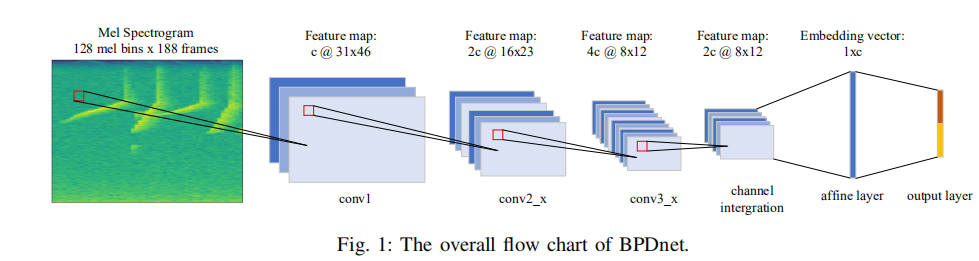 Mel Spectrogram
128 mel bins x 188 frames
Feature map:
c @ 31x46
Feature map:
2c @ 16x23
Feature map:
4c @ 8x12
Feature map:
2c @ 8x12
Embedding vector:
1xc
conv1
conv2_x
conv3_x
channel
intergration
affine layer
output layer
Fig. 1: The overall flow chart of BPDnet.